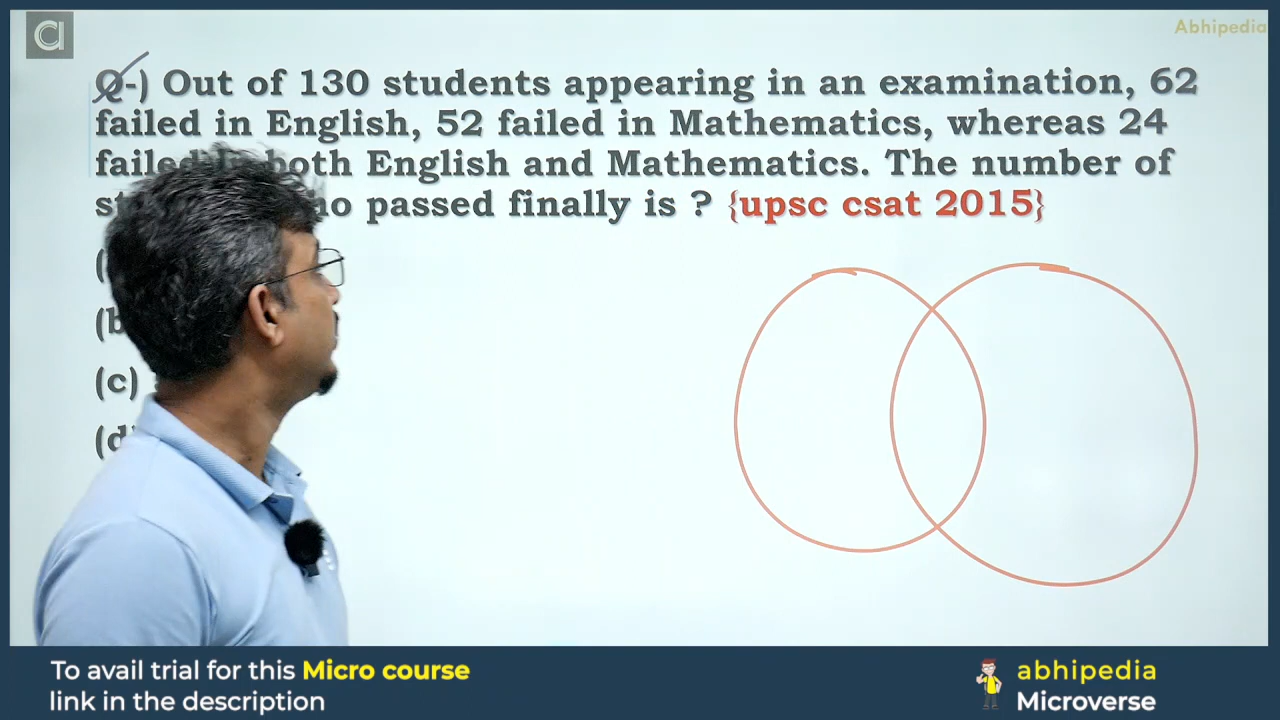 Abhipedia
Q-) Out of 130 students appearing in an examination, 62
failed in English, 52 failed in Mathematics, whereas 24
failed both English and Mathematics. The number of
passed finally is ? {upsc csat 2015}
(b
(c)
(d)
To avail trial for this Micro course
link in the description
abhipedia
Microverse